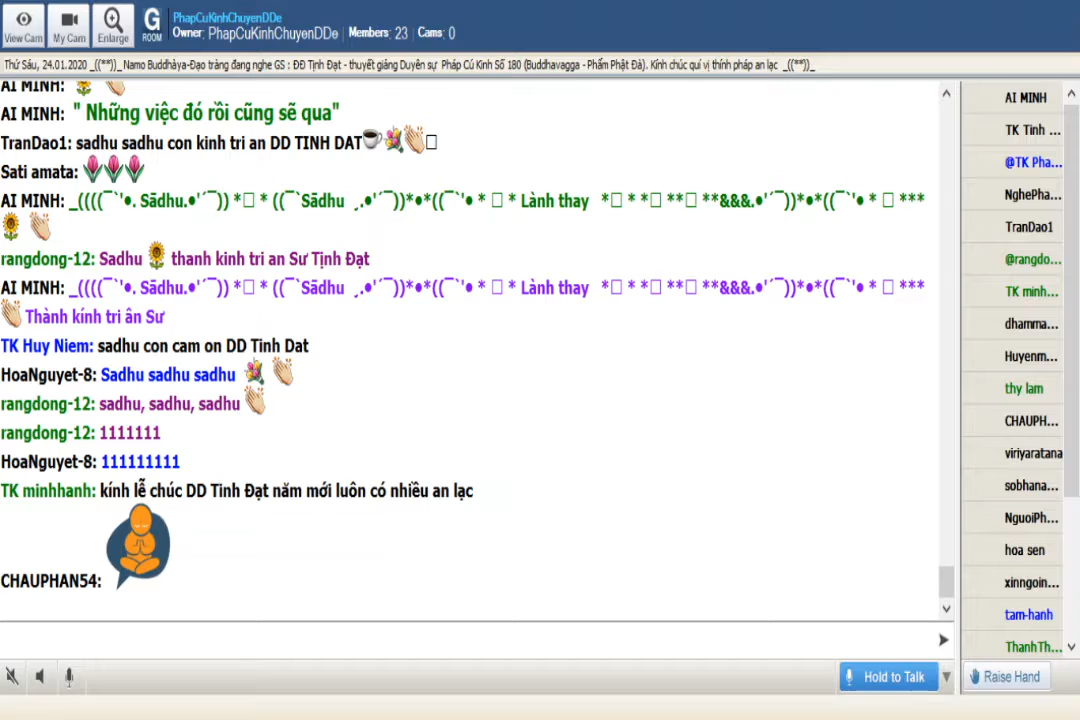 View Cam
My Cam
Enlarge
G
ROOM
PhapCuKinhChuyenDDe
Owner: PhapCuKinhChuyenDDe | Members: 23 | Cams: 0
Thứ Sáu, 24.01.2020 _((**))_ Namo Buddhàya-Đạo tràng đang nghe GS : ĐĐ Tịnh Đạt - thuyết giảng Duyên sự Pháp Cú Kinh Số 180 (Buddhavagga - Phẩm Phật Đà). Kính chúc quí vị thính pháp an lạc _((**))_
AI MINH: 🌻 👏
AI MINH: " Những việc đó rồi cũng sẽ qua"
TranDao1: sadhu sadhu con kinh tri an DD TINH DAT☕💐👏□
Sati amata: 🌷🌷🌷
AI MINH: _((((¯`'●. Sādhu.●'´¯)) *□ * ((¯`Sādhu ¸.●'´¯))*●*((¯`'● * □ * Lành thay *□ * *□ **□ **&&&.●'´¯))*●*((¯`'● * □ ***
🌻 👏
rangdong-12: Sadhu 🌻 thanh kinh tri an Sư Tịnh Đạt
AI MINH: _((((¯`'●. Sādhu.●'´¯)) *□ * ((¯`Sādhu ¸.●'´¯))*●*((¯`'● * □ * Lành thay *□ * *□ **□ **&&&.●'´¯))*●*((¯`'● * □ ***
👏 Thành kính tri ân Sư
TK Huy Niem: sadhu con cam on DD Tinh Dat
HoaNguyet-8: Sadhu sadhu sadhu 💐 👏
rangdong-12: sadhu, sadhu, sadhu 👏
rangdong-12: 1111111
HoaNguyet-8: 111111111
TK minhhanh: kính lễ chúc DD Tinh Đạt năm mới luôn có nhiều an lạc
CHAUPHAN54:
Hold to Talk
AI MINH
TK Tinh ...
@TK Pha...
NghePha...
TranDao1
@rangdo...
TK minh...
dhamma...
Huyenm...
thy lam
CHAUPH...
viriyaratana
sobhana...
NguoiPh...
hoa sen
xinngoin...
tam-hanh
ThanhTh...
Raise Hand